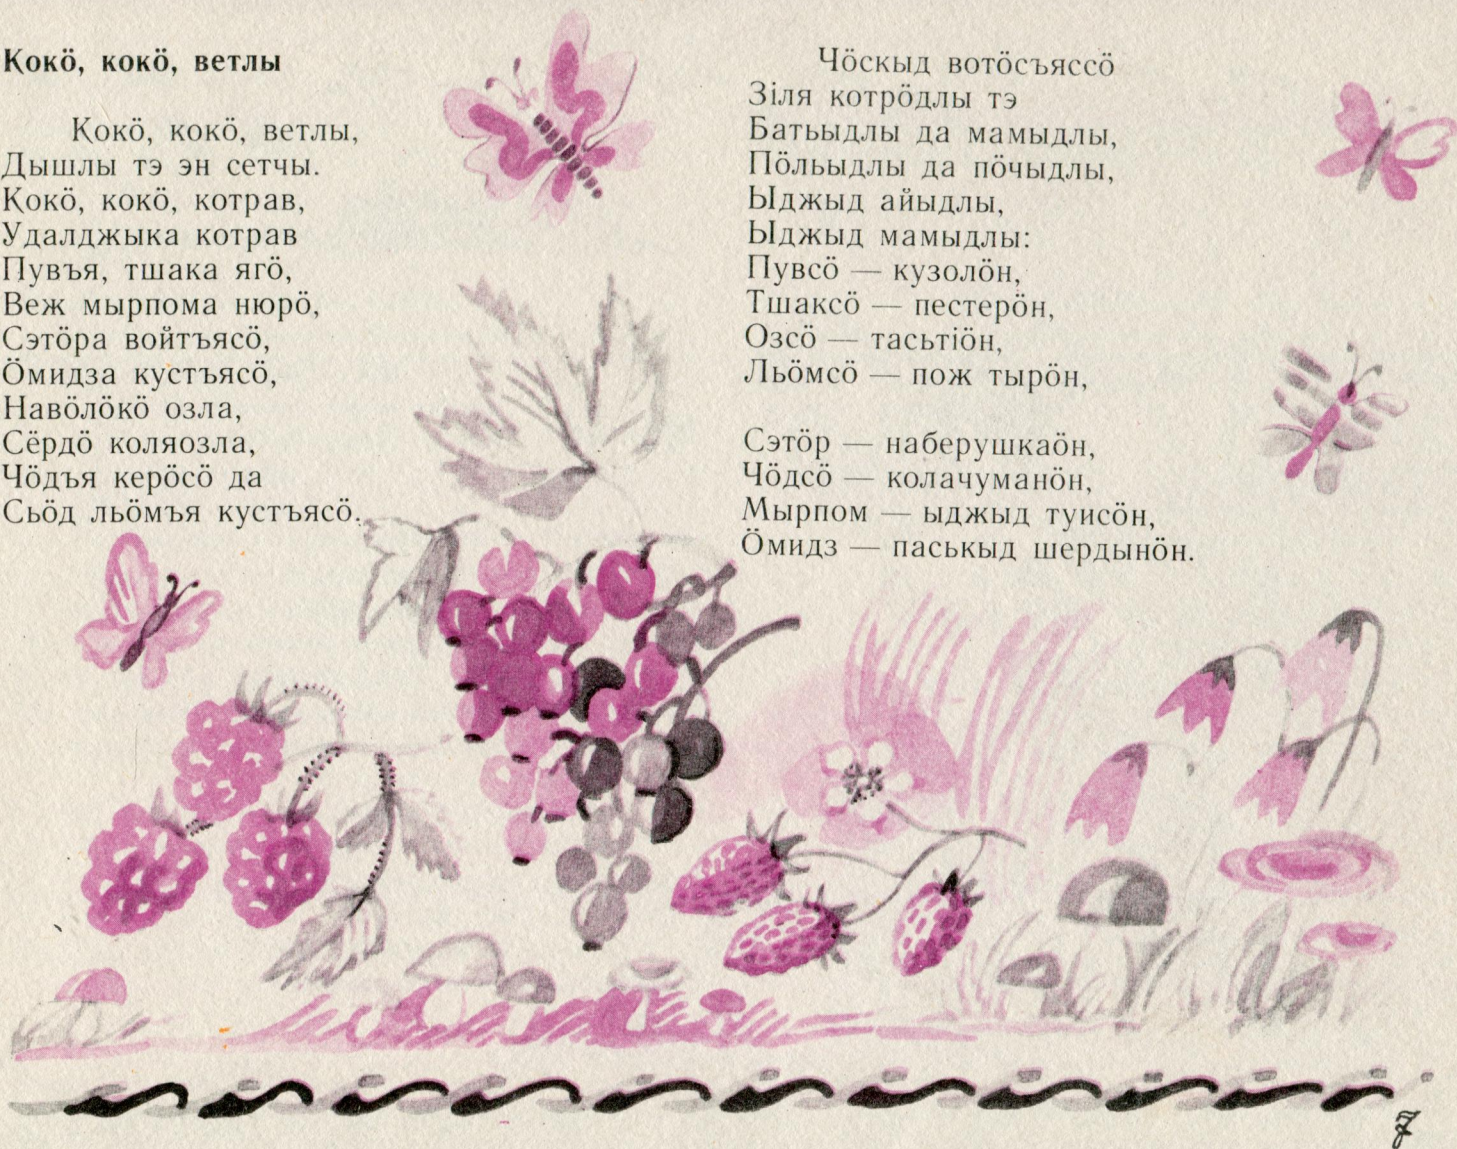 Кокӧ, кокӧ, ветлы
Кокӧ, кокӧ, ветлы,
Дышлы тэ эн сетчы.
Кокӧ, кокӧ, котрав,
Удалджыка котрав
Пувъя, тшака ягӧ,
Веж мырпома нюрӧ,
Сэтӧра войтъясӧ,
Ӧмидза кустъясӧ,
Навӧлӧкӧ озла,
Сёрдӧ коляозла,
Чӧдъя керӧсӧ да
Сьӧд льӧмъя кустъясӧ.
Чӧскыд вотӧсъяссӧ
Зіля котрӧдлы тэ
Батьыдлы да мамыдлы,
Пӧльыдлы да пӧчыдлы,
Ыджыд айыдлы,
Ыджыд мамыдлы:
Пувсӧ — кузолӧн,
Тшаксӧ — пестерӧн,
Озсӧ — тасьтіӧн,
Льӧмсӧ — пож тырӧн,
Сэтӧр — наберушкаӧн,
Чӧдсӧ — колачуманӧн,
Мырпом — ыджыд туисӧн,
Ӧмидз — паськыд шердынӧн.
7